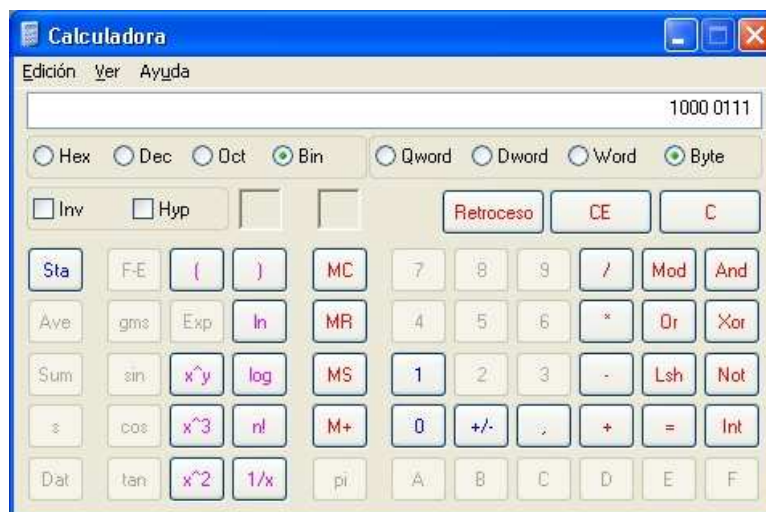 Calculadora
Edición Ver Ayuda
1000 0111
Hex Dec Oct Bin Qword Dword Word Byte
Inv Hyp Retroceso CE C
Sta F-E ( ) MC 7 8 9 / Mod And
Ave gms Exp ln MR 4 5 6 * Or Xor
Sum sin x^y log MS 1 2 3 - Lsh Not
s cos x^3 n! M+ 0 +/- , + = Int
Dat tan x^2 1/x pi A B C D E F